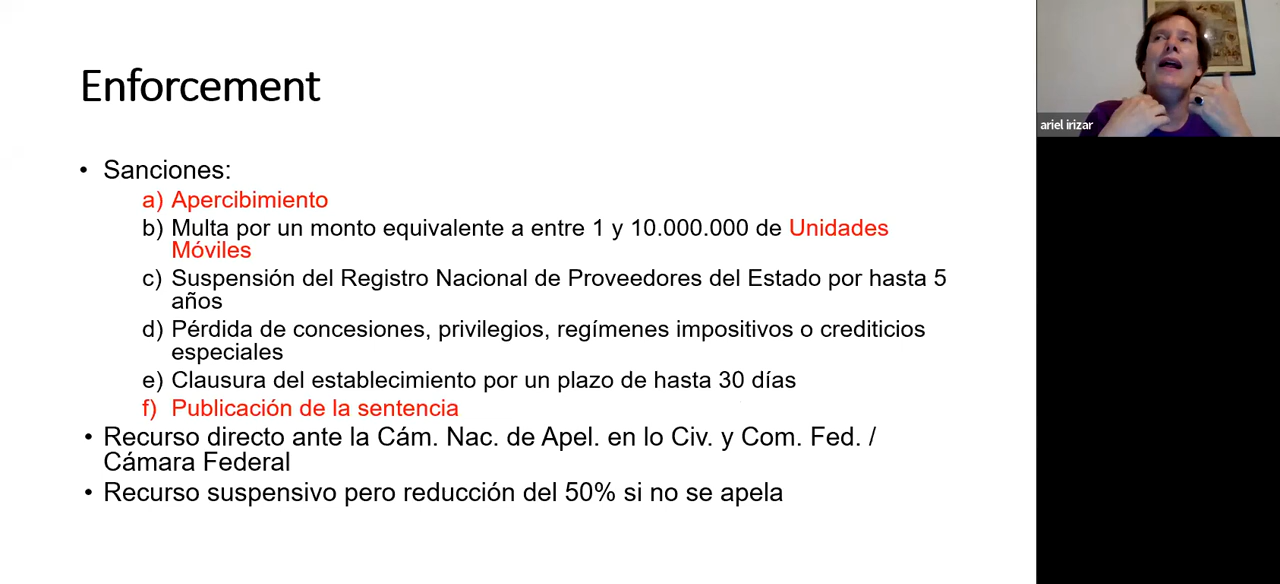 Enforcement
• Sanciones:
a) Apercibimiento
b) Multa por un monto equivalente a entre 1 y 10.000.000 de Unidades
Móviles
c) Suspensión del Registro Nacional de Proveedores del Estado por hasta 5
años
d) Pérdida de concesiones, privilegios, regímenes impositivos o crediticios
especiales
e) Clausura del establecimiento por un plazo de hasta 30 días
f) Publicación de la sentencia
• Recurso directo ante la Cám. Nac. de Apel. en lo Civ. y Com. Fed. /
Cámara Federal
• Recurso suspensivo pero reducción del 50% si no se apela
ariel irizar